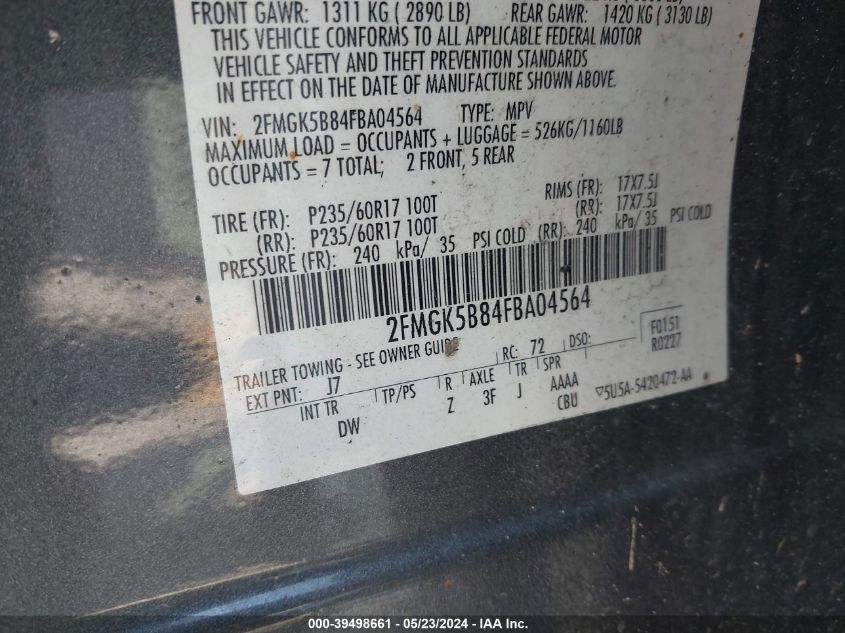 FRONT GAWR: 1311 KG ( 2890 LB) REAR GAWR: 1420 KG ( 3130 LB)
THIS VEHICLE CONFORMS TO ALL APPLICABLE FEDERAL MOTOR
VEHICLE SAFETY AND THEFT PREVENTION STANDARDS
IN EFFECT ON THE DATE OF MANUFACTURE SHOWN ABOVE.
VIN: 2FMGK5B84FBA04564 TYPE: MPV
MAXIMUM LOAD = OCCUPANTS + LUGGAGE = 526KG/1160LB
OCCUPANTS = 7 TOTAL; 2 FRONT, 5 REAR
TIRE (FR): P235/60R17 100T RIMS (FR): 17X7.5J
(RR): P235/60R17 100T (RR): 17X7.5J
PRESSURE (FR): 240 kPa/ 35 PSI COLD (RR): 240 kPa/ 35 PSI COLD
2FMGK5B84FBA04564
TRAILER TOWING - SEE OWNER GUIDE RC: 72 DSO: F0151
R0227
EXT PNT: J7 INT TR TP/PS R AXLE TR SPR
DW Z 3F J AAAA
CBU ▽5U5A-5420472-AA
000-39498661 - 05/23/2024 - IAA Inc.